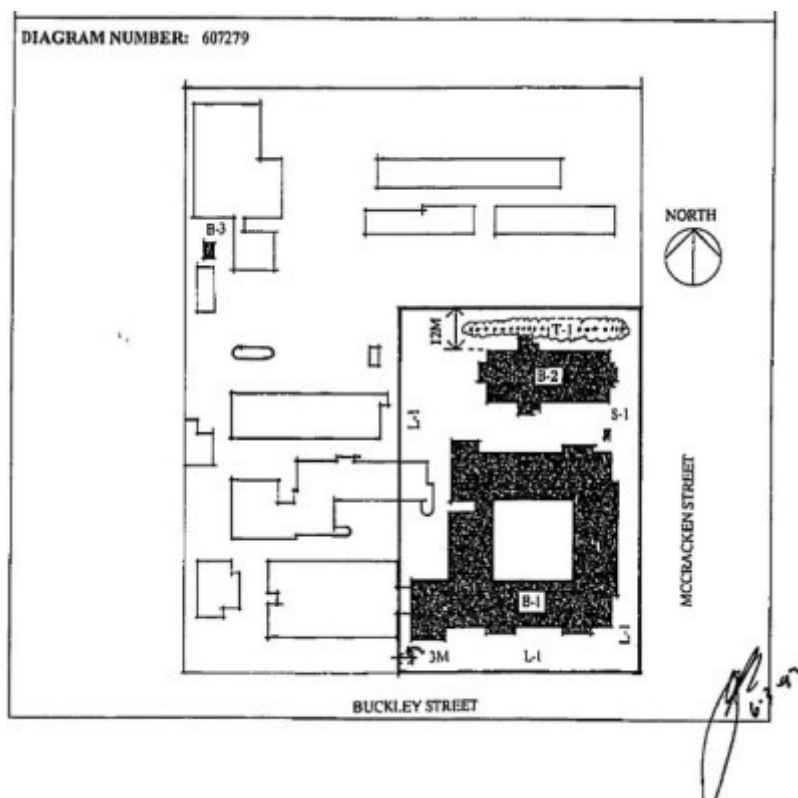 DIAGRAM NUMBER: 607279
NORTH
B-3
12M
T-1
B-2
L-1
S-1
MCCRACKEN STREET
B-1
L-1
3M
L-1
BUCKLEY STREET